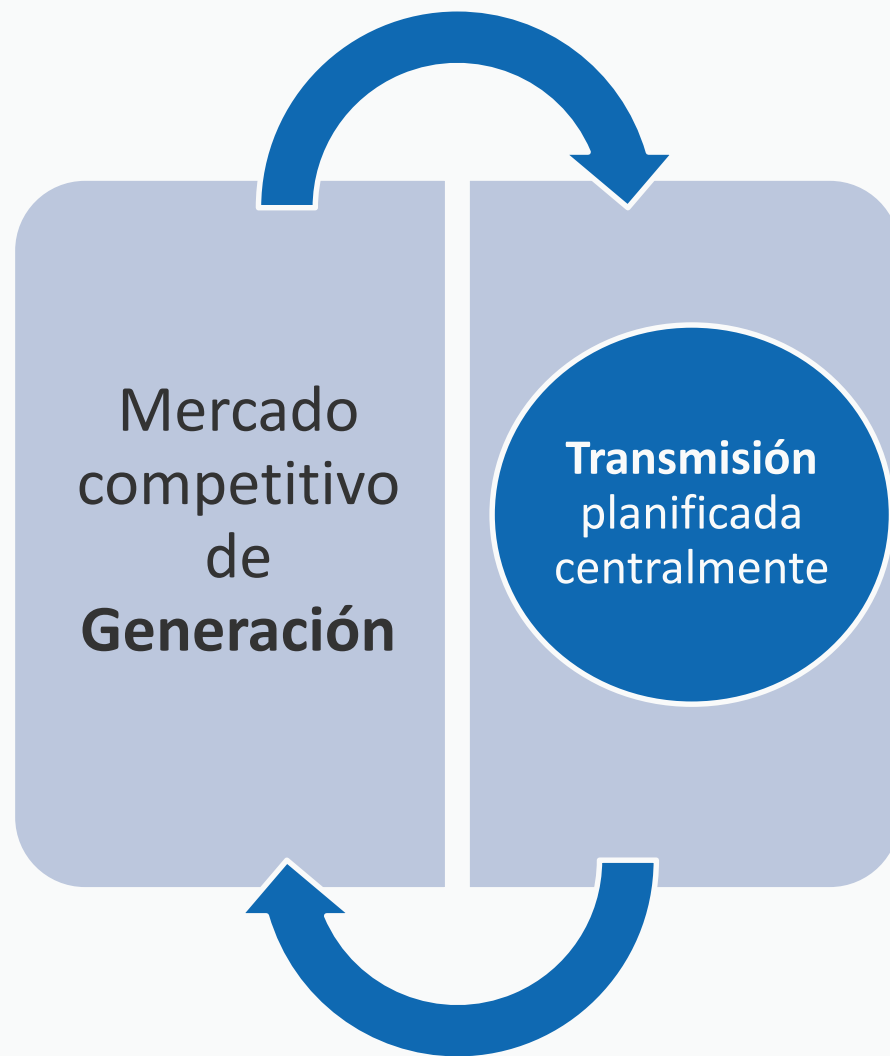 Mercado
competitivo
de
Generación
Transmisión
planificada
centralmente